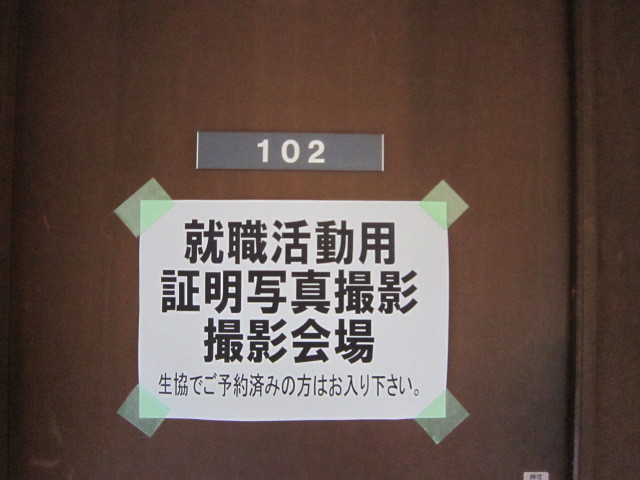 102
就職活動用
証明写真撮影
撮影会場
生協でご予約済みの方はお入り下さい。